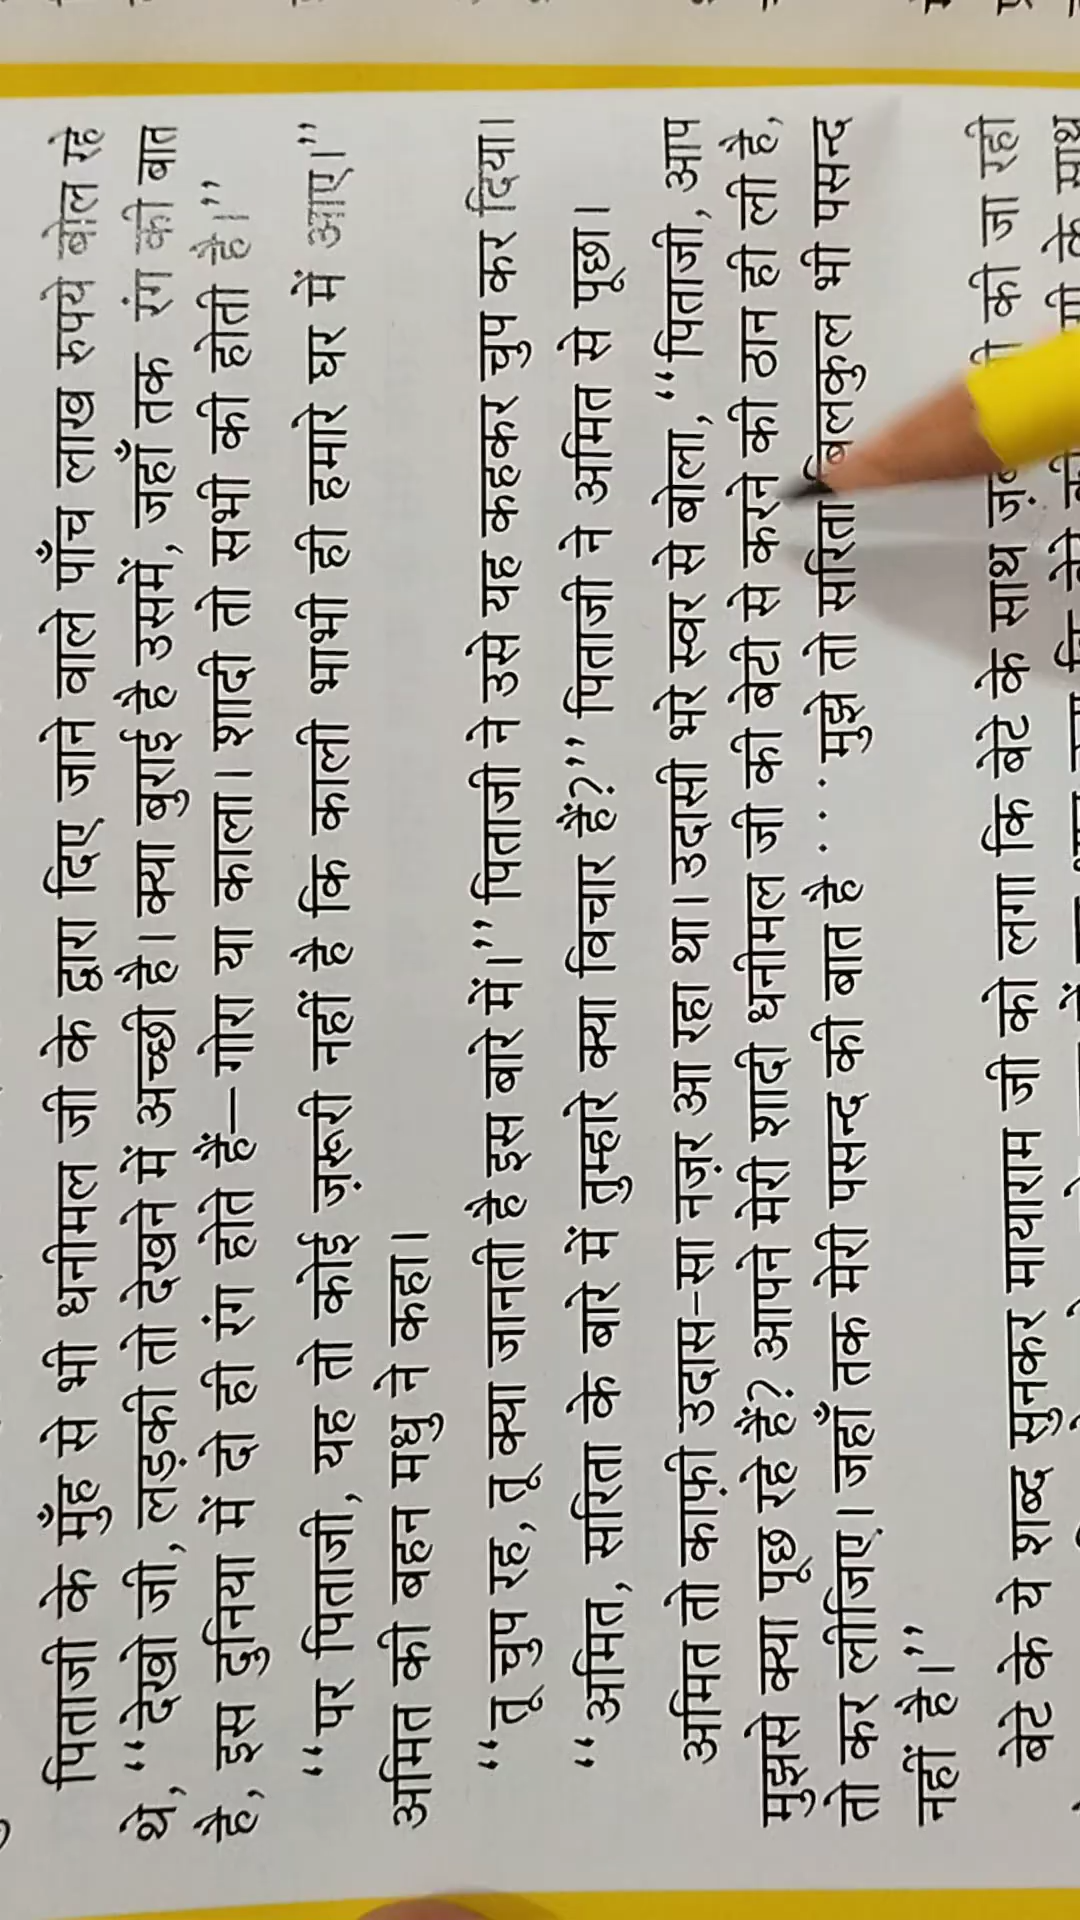 पिताजी के मुँह से भी धनीमल जी के द्वारा दिए जाने वाले पाँच लाख रुपये बोल रहे
थे, “देखो जी, लड़की तो देखने में अच्छी है। क्या बुराई है उसमें, जहाँ तक रंग की बात
है, इस दुनिया में दो ही रंग होते हैं—गोरा या काला। शादी तो सभी की होती है।”
“पर पिताजी, यह तो कोई ज़रूरी नहीं है कि काली भाभी ही हमारे घर में आए।”
अमित की बहन मधु ने कहा।
“तू चुप रह, तू क्या जानती है इस बारे में।” पिताजी ने उसे यह कहकर चुप कर दिया।
“अमित, सरिता के बारे में तुम्हारे क्या विचार हैं?” पिताजी ने अमित से पूछा।
अमित तो काफ़ी उदास-सा नज़र आ रहा था। उदासी भरे स्वर से बोला, “पिताजी, आप
मुझसे क्या पूछ रहे हैं? आपने मेरी शादी धनीमल जी की बेटी से करने की ठान ही ली है,
तो कर लीजिए। जहाँ तक मेरी पसन्द की बात है .... मुझे तो सरिता बिलकुल भी पसन्द
नहीं है।”
बेटे के ये शब्द सुनकर मायाराम जी को लगा कि बेटे के साथ की जा रही
के साथ